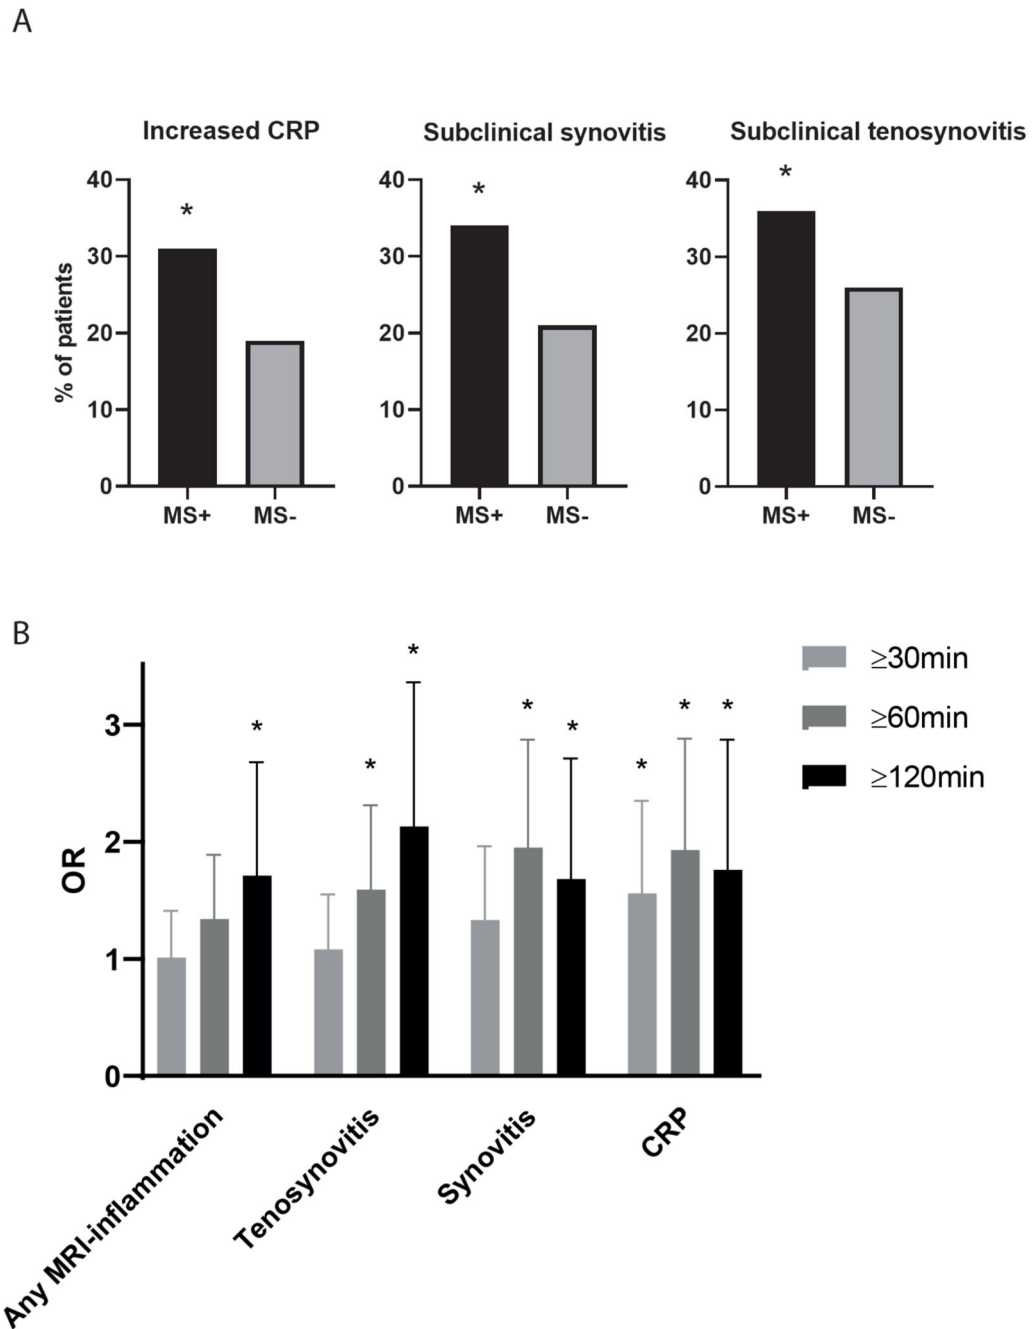 A
Increased CRP
Subclinical synovitis
Subclinical tenosynovitis
% of patients
40
30
20
10
0
*
MS+
MS-
40
30
20
10
0
*
MS+
MS-
40
30
20
10
0
*
MS+
MS-
B
≥30min
≥60min
≥120min
OR
3
2
1
0
*
*
*
*
*
*
*
*
Any MRI-inflammation
Tenosynovitis
Synovitis
CRP